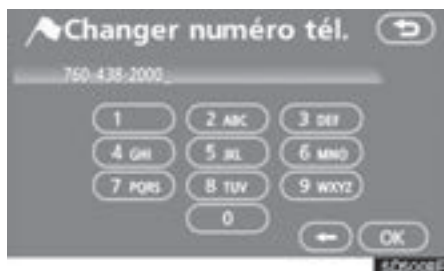 Changer numéro tél.
760-438-2000_
1 2 ABC 3 DEF
4 GHI 5 JKL 6 MNO
7 PQRS 8 TUV 9 WXYZ
0
OK